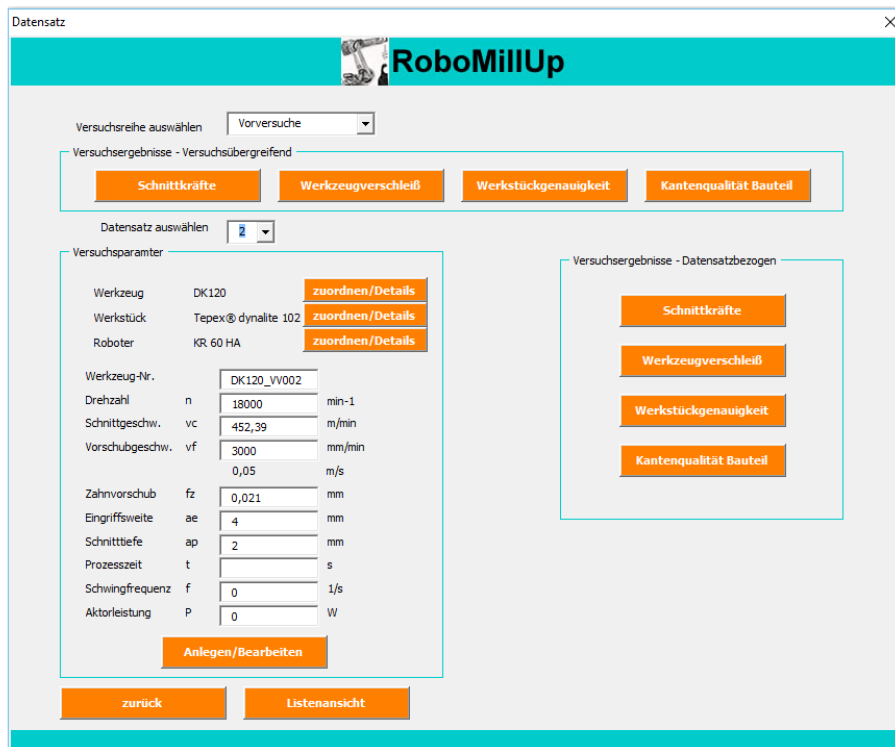 Datensatz
RoboMillUp
Versuchsreihe auswählen Vorversuche
Versuchsergebnisse - Versuchsübergreifend
Schnittkräfte Werkzeugverschleiß Werkstückgenauigkeit Kantenqualität Bauteil
Datensatz auswählen 2
Versuchsparamter
Werkzeug DK120 zuordnen/Details
Werkstück Tepex® dynalite 102 zuordnen/Details
Roboter KR 60 HA zuordnen/Details
Werkzeug-Nr. DK120_VV002
Drehzahl n 18000 min-1
Schnittgeschw. vc 452,39 m/min
Vorschubgeschw. vf 3000 mm/min
0,05 m/s
Zahnvorschub fz 0,021 mm
Eingriffsweite ae 4 mm
Schnitttiefe ap 2 mm
Prozesszeit t s
Schwingfrequenz f 0 1/s
Aktorleistung P 0 W
Anlegen/Bearbeiten
Versuchsergebnisse - Datensatzbezogen
Schnittkräfte
Werkzeugverschleiß
Werkstückgenauigkeit
Kantenqualität Bauteil
zurück Listenansicht